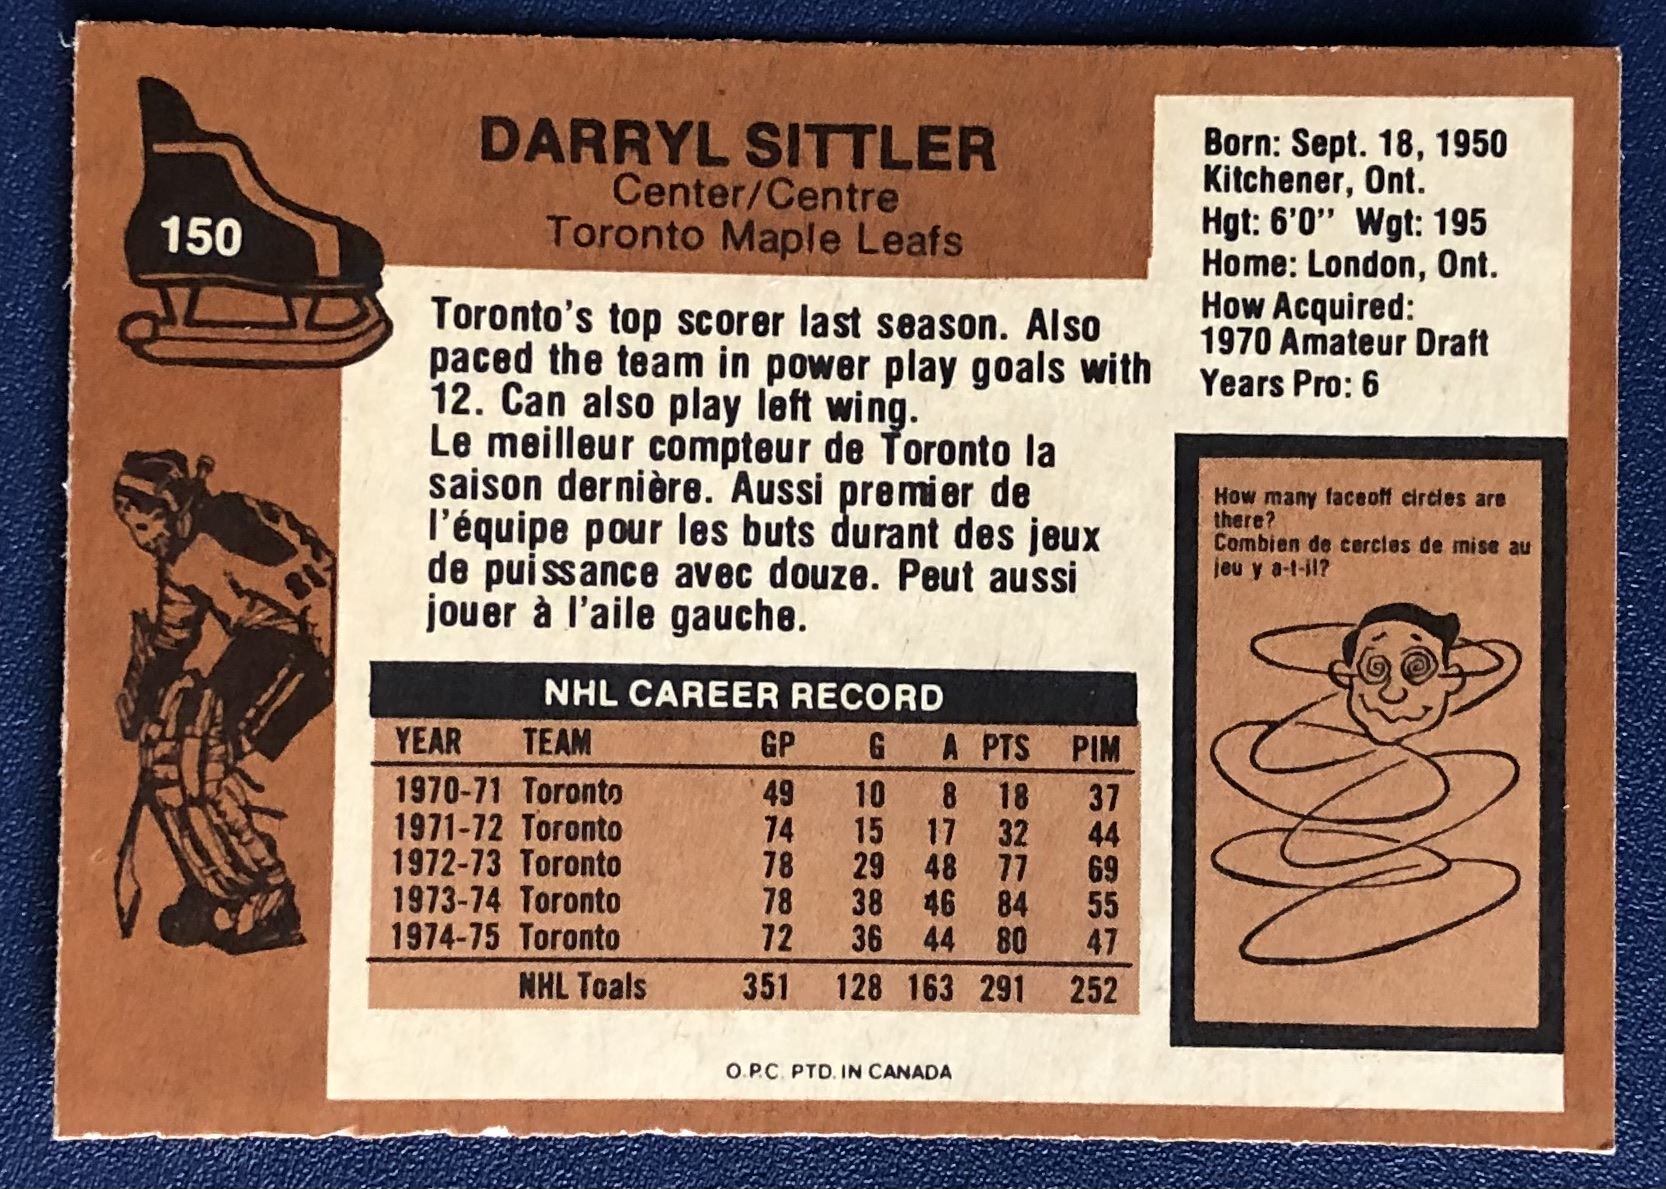 150
DARRYL SITTLER
Center/Centre
Toronto Maple Leafs
Born: Sept. 18, 1950
Kitchener, Ont.
Hgt: 6'0" Wgt: 195
Home: London, Ont.
How Acquired:
1970 Amateur Draft
Years Pro: 6
Toronto's top scorer last season. Also
paced the team in power play goals with
12. Can also play left wing.
Le meilleur compteur de Toronto la
saison dernière. Aussi premier de
l'équipe pour les buts durant des jeux
de puissance avec douze. Peut aussi
jouer à l'aile gauche.
How many faceoff circles are
there?
Combien de cercles de mise au
jeu y a-t-il?
NHL CAREER RECORD
YEAR TEAM GP G A PTS PIM
1970-71 Toronto 49 10 8 18 37
1971-72 Toronto 74 15 17 32 44
1972-73 Toronto 78 29 48 77 69
1973-74 Toronto 78 38 46 84 55
1974-75 Toronto 72 36 44 80 47
NHL Toals 351 128 163 291 252
O.P.C. PTD. IN CANADA